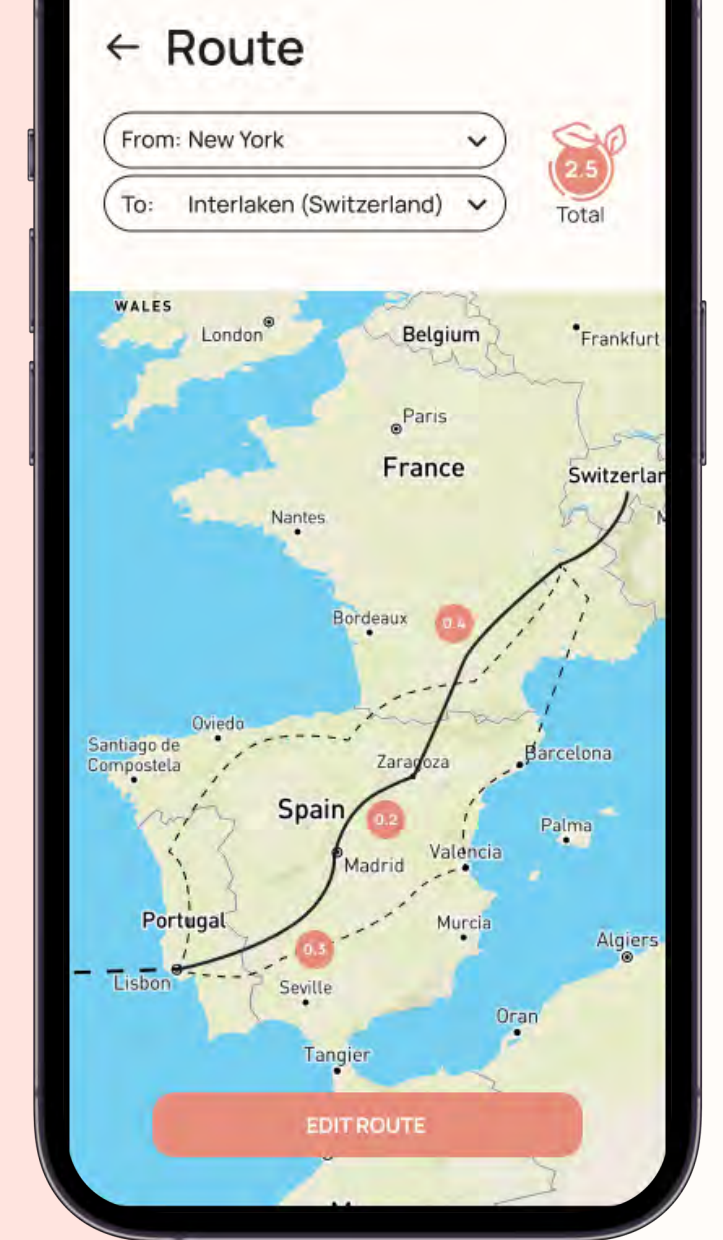 ← Route
From: New York
To: Interlaken (Switzerland)
2.5
Total
WALES
London
Belgium
Frankfurt
Paris
France
Switzerlan
Nantes
Bordeaux
0.4
Oviedo
Santiago de
Compostela
Zaragoza
Barcelona
Spain
0.2
Palma
Madrid
Valencia
Portugal
Murcia
0.3
Algiers
Lisbon
Seville
Oran
Tangier
EDIT ROUTE